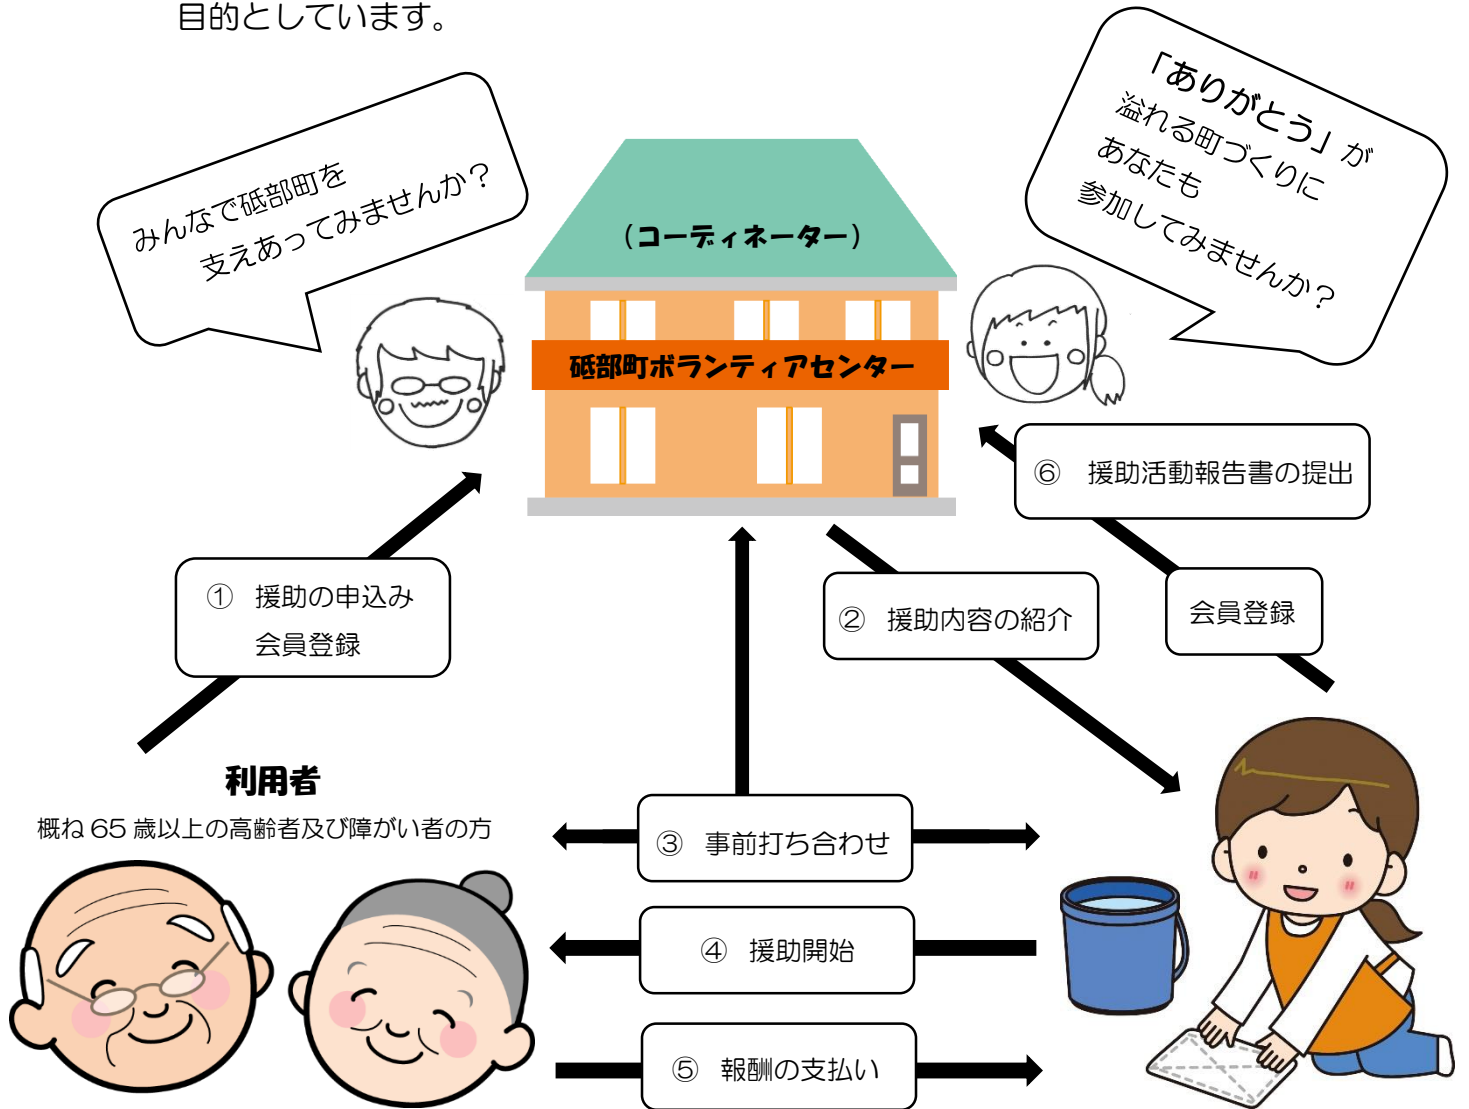 目的としています。
みんなで砥部町を
支えあってみませんか？
「ありがとう」が
溢れる町づくりに
あなたも
参加してみませんか？
（コーディネーター）
砥部町ボランティアセンター
⑥ 援助活動報告書の提出
① 援助の申込み
会員登録
② 援助内容の紹介
会員登録
利用者
概ね 65 歳以上の高齢者及び障がい者の方
③ 事前打ち合わせ
④ 援助開始
⑤ 報酬の支払い